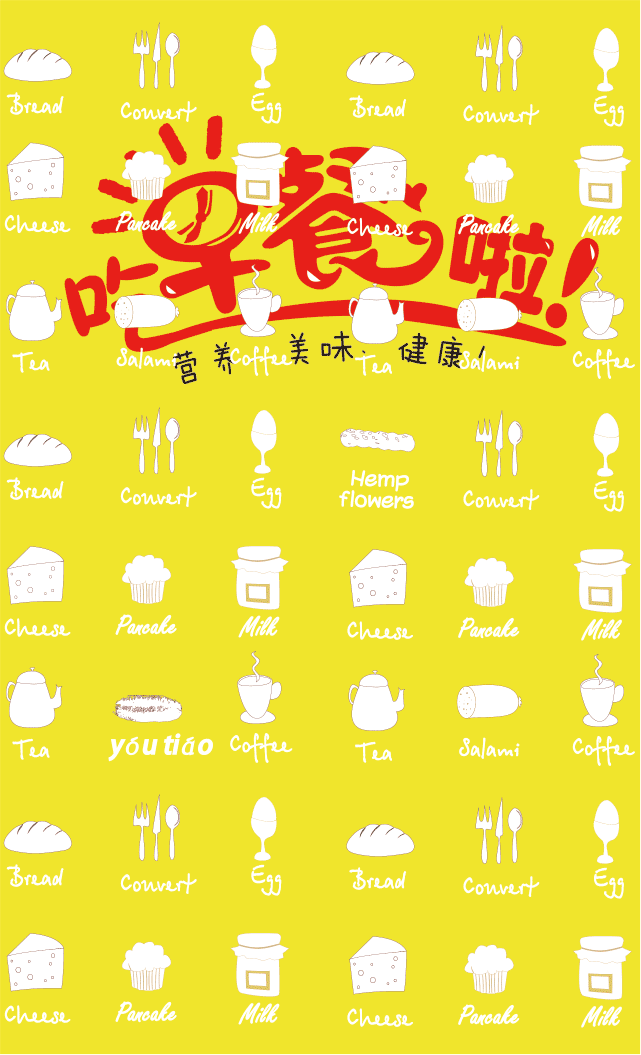 Bread Convert Egg Bread Convert Egg
Cheese Pancake Milk Cheese Pancake Milk
吃早餐啦!
Tea Salami Coffee Tea Salami Coffee
营养 美味·健康!
Bread Convert Egg Hemp flowers Convert Egg
Cheese Pancake Milk Cheese Pancake Milk
Tea yóutiáo Coffee Tea Salami Coffee
Bread Convert Egg Bread Convert Egg
Cheese Pancake Milk Cheese Pancake Milk